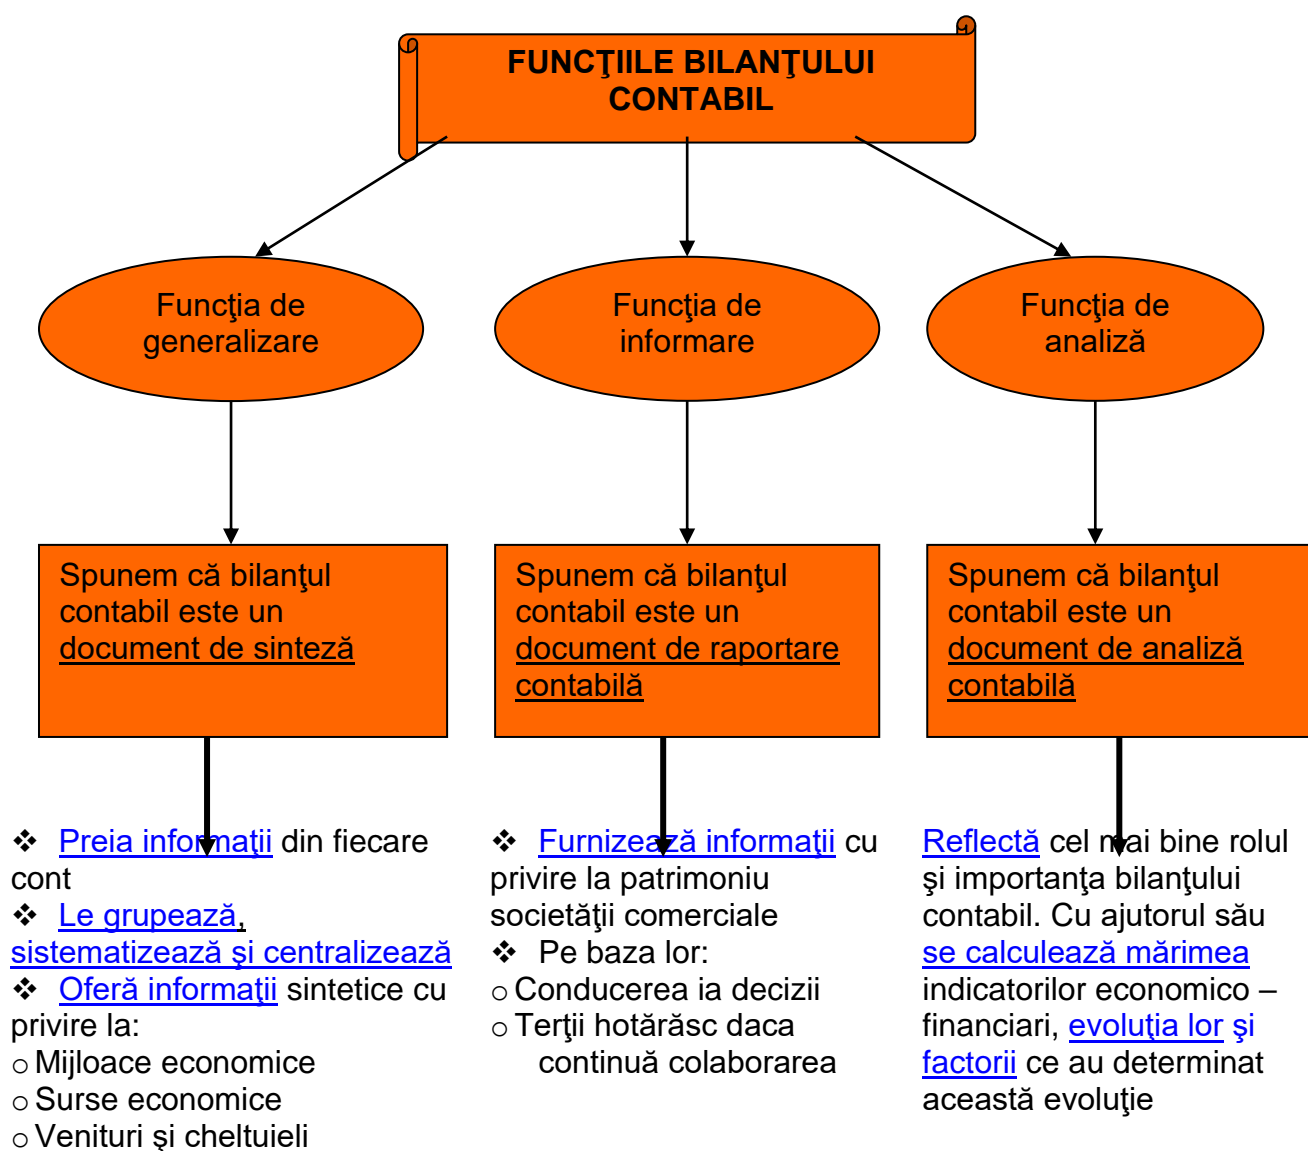 FUNCŢIILE BILANŢULUI
CONTABIL
Funcţia de
generalizare
Funcţia de
informare
Funcţia de
analiză
Spunem că bilanţul
contabil este un
document de sinteză
Spunem că bilanţul
contabil este un
document de raportare
contabilă
Spunem că bilanţul
contabil este un
document de analiză
contabilă
❖ Preia informaţii din fiecare
cont
❖ Le grupează,
sistematizează şi centralizează
❖ Oferă informaţii sintetice cu
privire la:
o Mijloace economice
o Surse economice
o Venituri şi cheltuieli
❖ Furnizează informaţii cu
privire la patrimoniu
societăţii comerciale
❖ Pe baza lor:
o Conducerea ia decizii
o Terţii hotărăsc daca
continuă colaborarea
Reflectă cel mai bine rolul
şi importanţa bilanţului
contabil. Cu ajutorul său
se calculează mărimea
indicatorilor economico –
financiari, evoluţia lor şi
factorii ce au determinat
această evoluţie